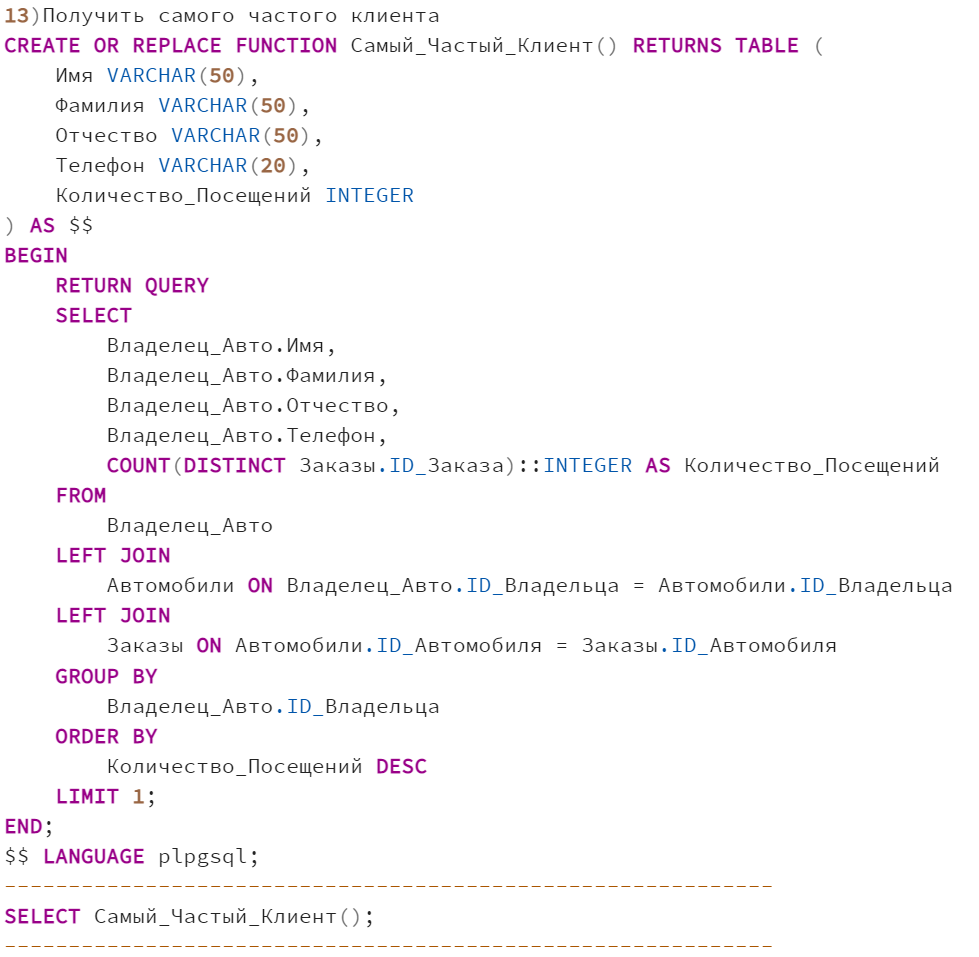 13)Получить самого частого клиента
CREATE OR REPLACE FUNCTION Самый_Частый_Клиент() RETURNS TABLE (
    Имя VARCHAR(50),
    Фамилия VARCHAR(50),
    Отчество VARCHAR(50),
    Телефон VARCHAR(20),
    Количество_Посещений INTEGER
) AS $$
BEGIN
    RETURN QUERY
    SELECT
        Владелец_Авто.Имя,
        Владелец_Авто.Фамилия,
        Владелец_Авто.Отчество,
        Владелец_Авто.Телефон,
        COUNT(DISTINCT Заказы.ID_Заказа)::INTEGER AS Количество_Посещений
    FROM
        Владелец_Авто
    LEFT JOIN
        Автомобили ON Владелец_Авто.ID_Владельца = Автомобили.ID_Владельца
    LEFT JOIN
        Заказы ON Автомобили.ID_Автомобиля = Заказы.ID_Автомобиля
    GROUP BY
        Владелец_Авто.ID_Владельца
    ORDER BY
        Количество_Посещений DESC
    LIMIT 1;
END;
$$ LANGUAGE plpgsql;
------------------------------------------------------------
SELECT Самый_Частый_Клиент();
------------------------------------------------------------